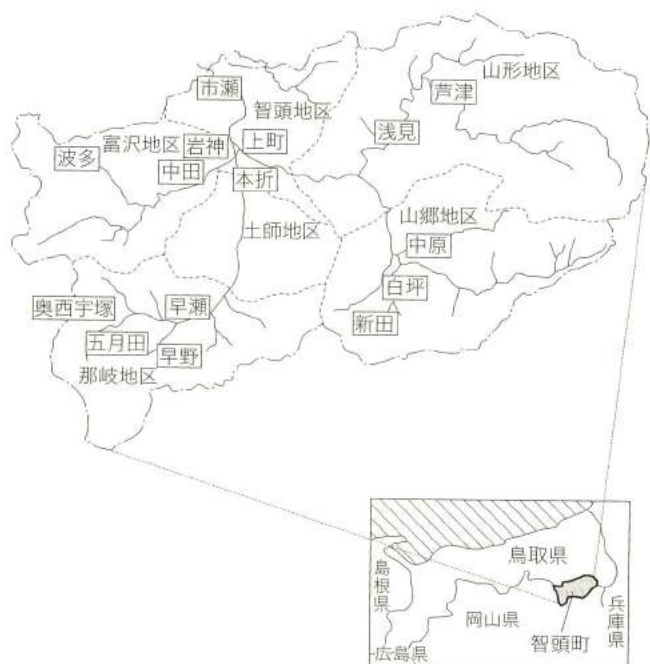 市瀬
智頭地区
山形地区
芦津
富沢地区
岩神
上町
浅見
波多
中田
本折
山郷地区
土師地区
中原
白坪
奥西宇塚
早瀬
新田
五月田
早野
那岐地区
鳥取県
島根県
岡山県
兵庫県
智頭町
広島県